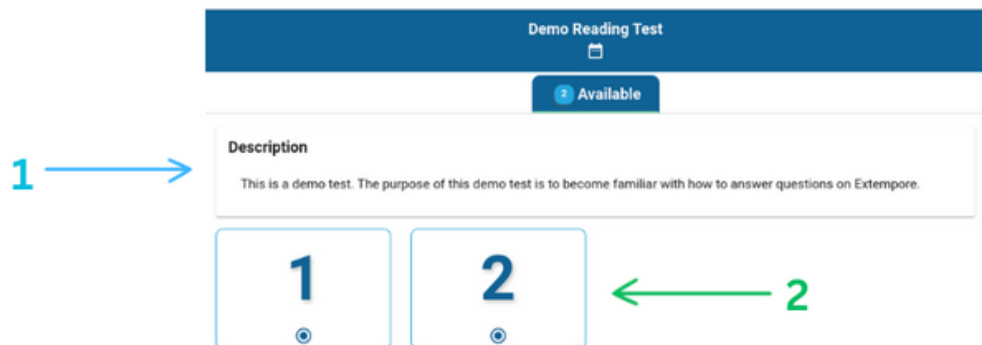 Demo Reading Test
2 Available
Description
1
This is a demo test. The purpose of this demo test is to become familiar with how to answer questions on Extempore.
1 2
2